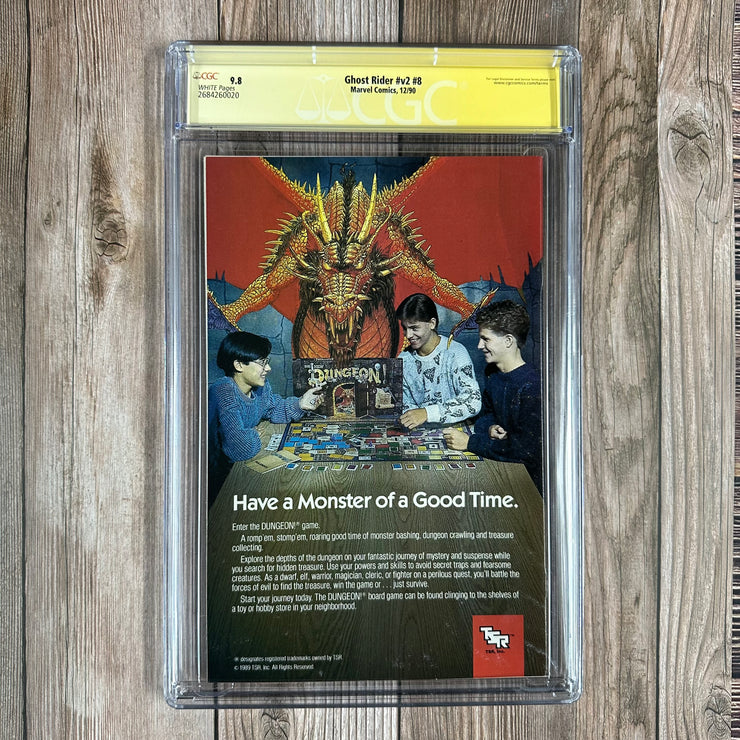 CGC
9.8
WHITE Pages
2684260020
Ghost Rider #v2 #8
Marvel Comics, 12/90
www.cgccomics.com/terms
CGC
DUNGEON!
Have a Monster of a Good Time.
Enter the DUNGEON!® game.
A romp'em, stomp'em, roaring good time of monster bashing, dungeon crawling and treasure
collecting.
Explore the depths of the dungeon on your fantastic journey of mystery and suspense while
you search for hidden treasure. Use your powers and skills to avoid secret traps and fearsome
creatures. As a dwarf, elf, warrior, magician, cleric, or fighter on a perilous quest, you'll battle the
forces of evil to find the treasure, win the game or . . . just survive.
Start your journey today. The DUNGEON!® board game can be found clinging to the shelves of
a toy or hobby store in your neighborhood.
TSR
TSR, Inc.
® designates registered trademarks owned by TSR.
© 1989 TSR, Inc. All Rights Reserved.